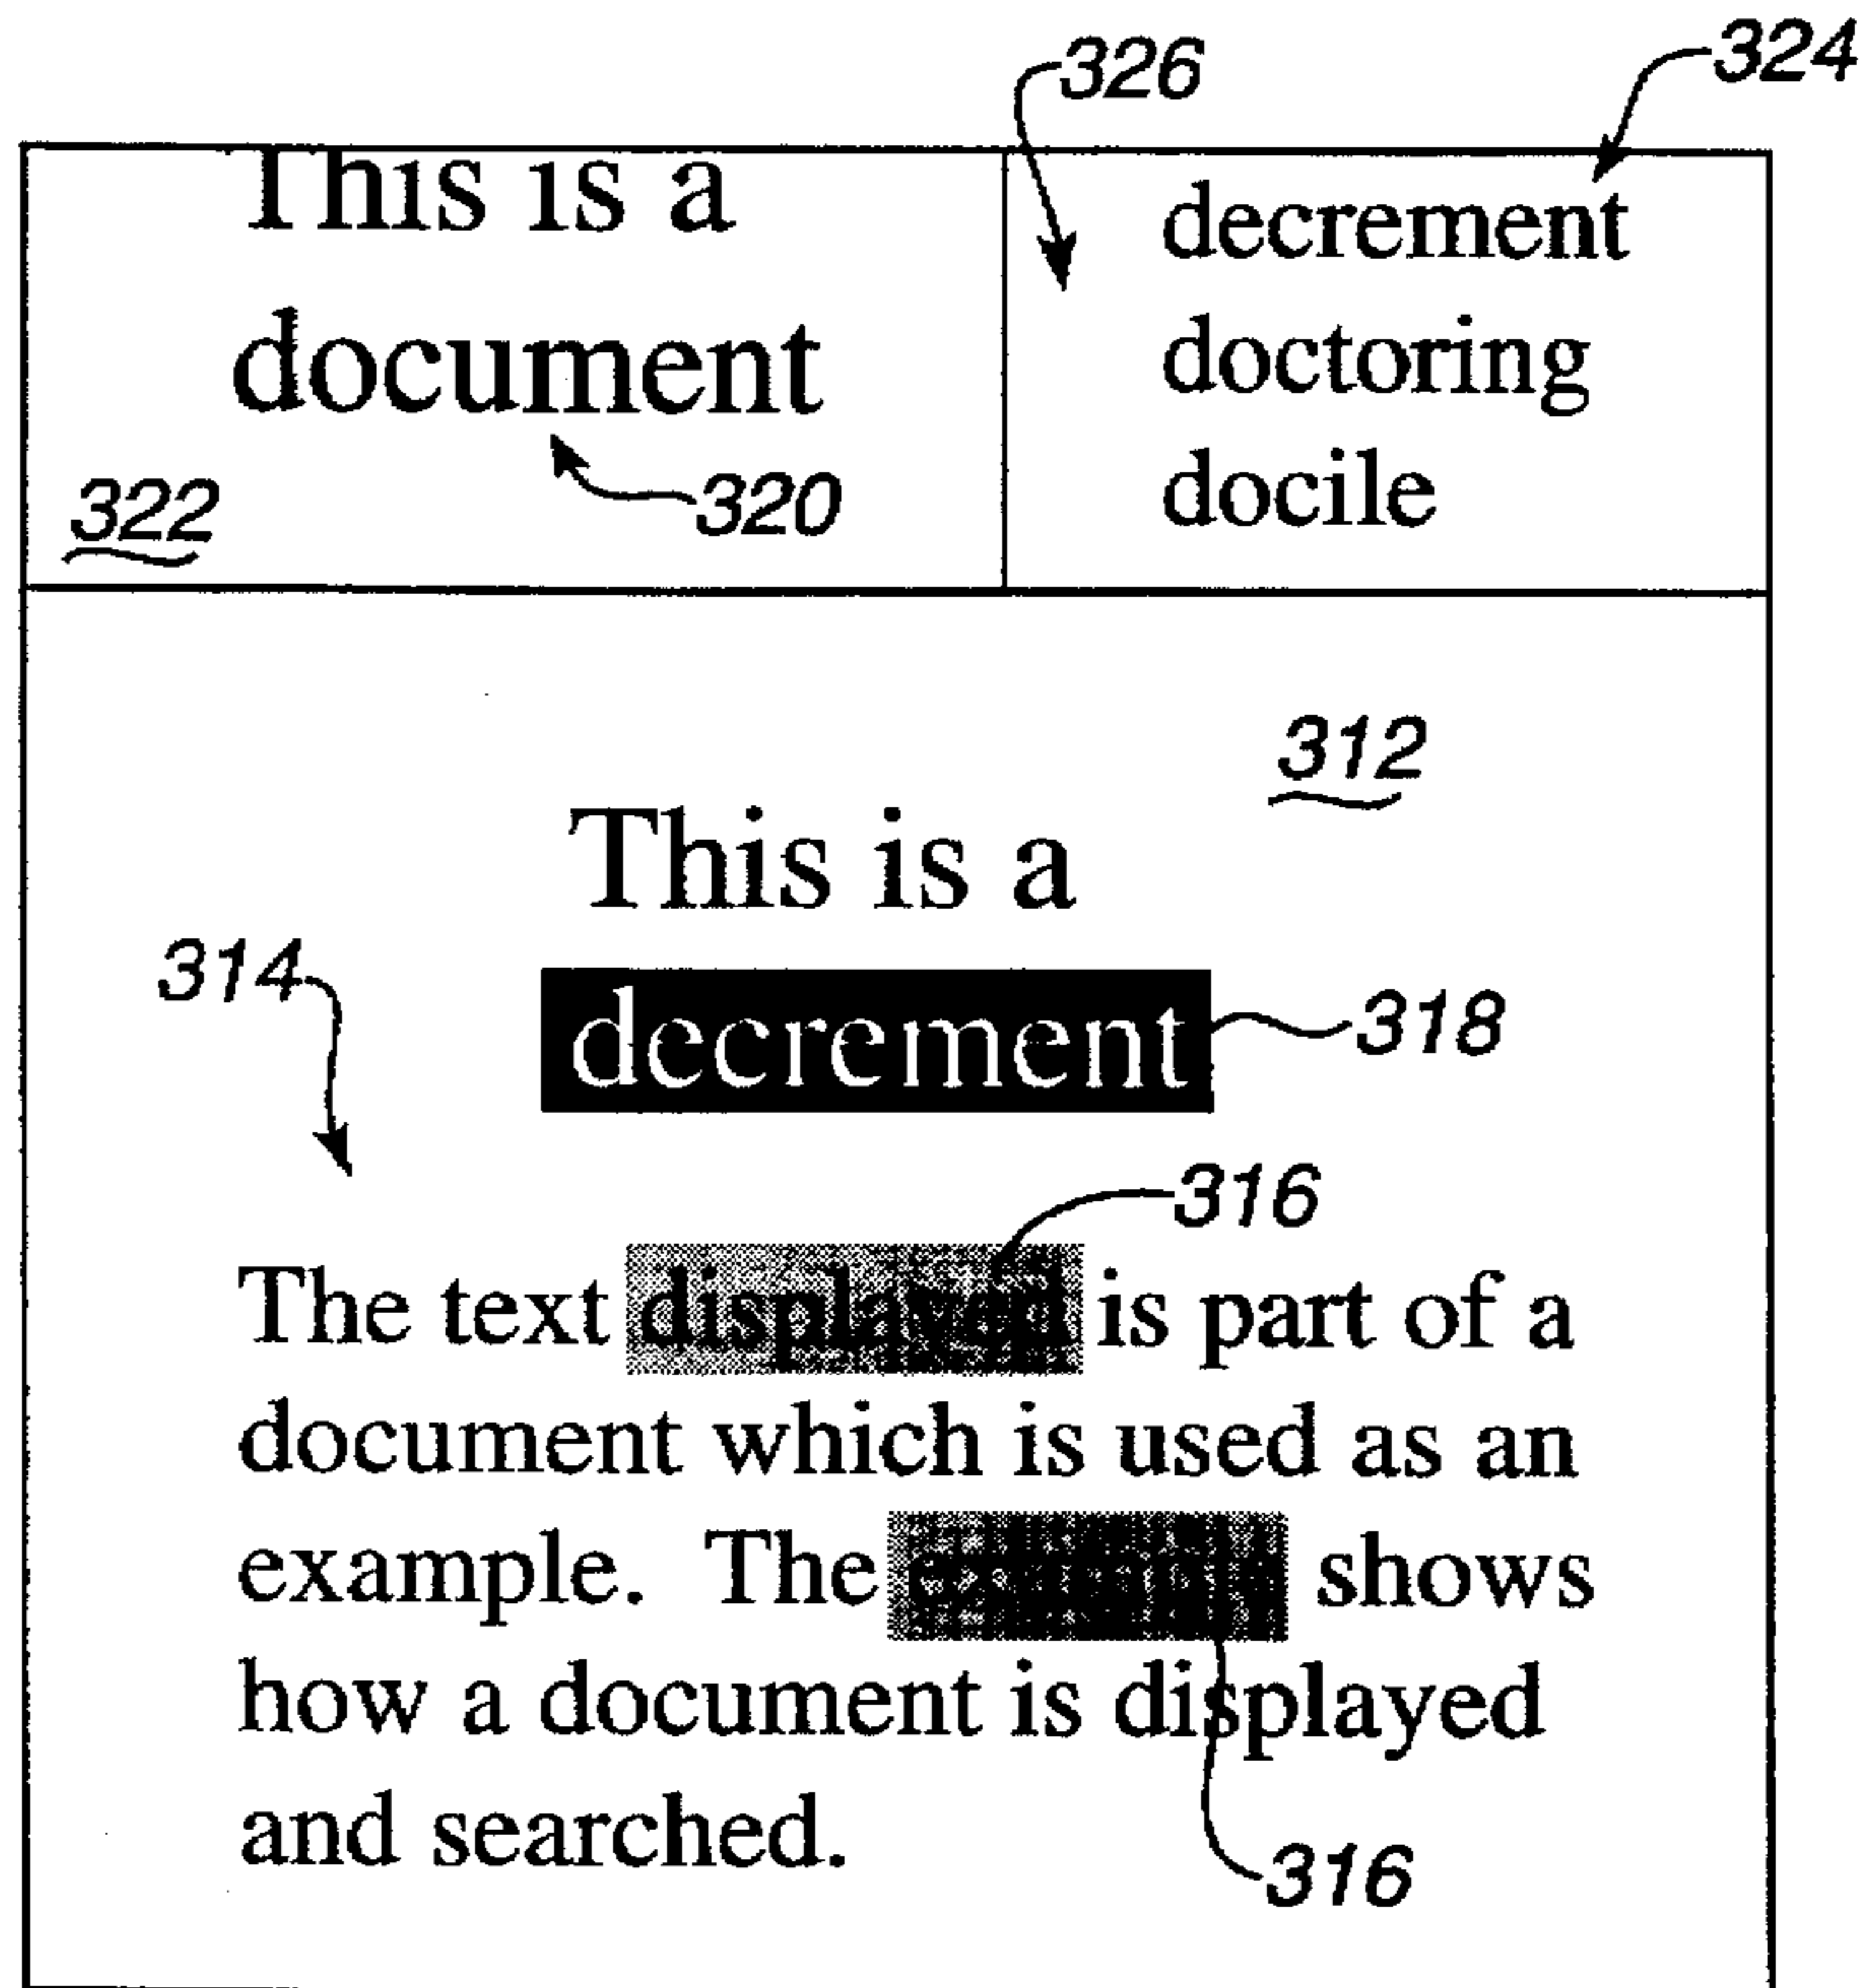 326
324
This is a
document
322
320
decrement
doctoring
docile
312
This is a
314
decrement
318
316
The text displayed is part of a
document which is used as an
example. The shows
how a document is displayed
and searched.
316